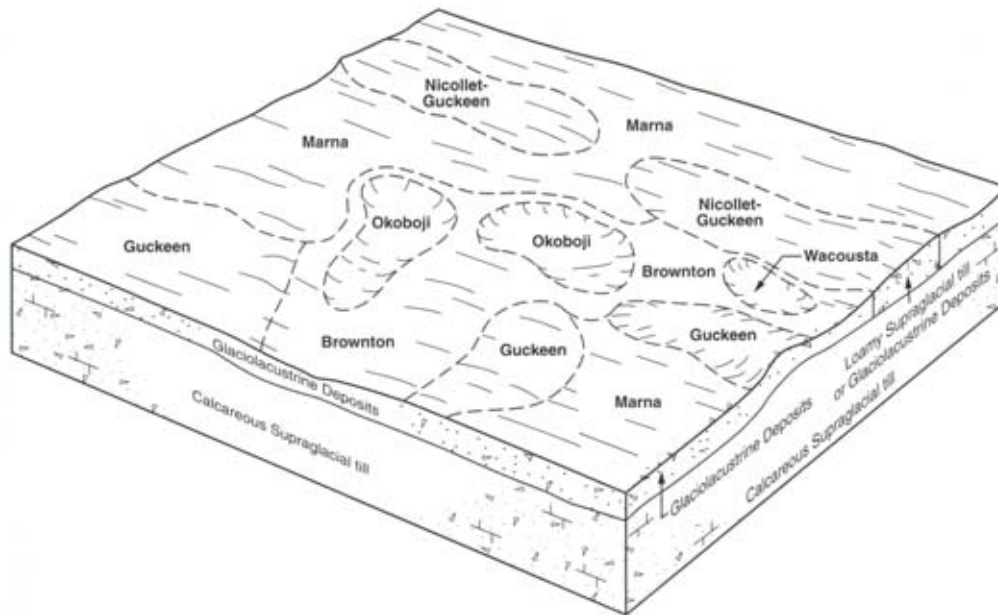 Nicollet-
Guckeen
Marna
Marna
Nicollet-
Guckeen
Okoboji
Okoboji
Guckeen
Wacousta
Brownton
Brownton
Guckeen
Guckeen
Marna
Glaciolacustrine Deposits
Calcareous Supraglacial till
Loamy Supraglacial till
or Glaciolacustrine Deposits
Glaciolacustrine Deposits
Calcareous Supraglacial till